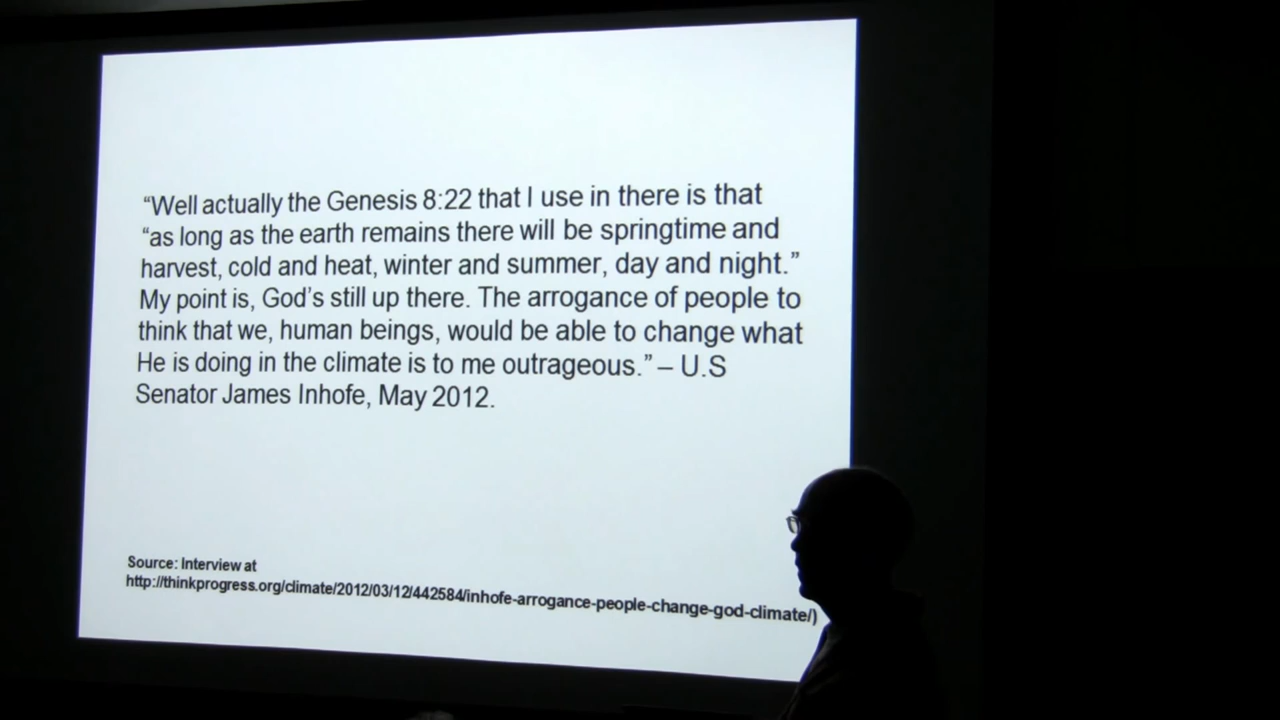 “Well actually the Genesis 8:22 that I use in there is that
“as long as the earth remains there will be springtime and
harvest, cold and heat, winter and summer, day and night.”
My point is, God’s still up there. The arrogance of people to
think that we, human beings, would be able to change what
He is doing in the climate is to me outrageous.” – U.S
Senator James Inhofe, May 2012.
Source: Interview at
http://thinkprogress.org/climate/2012/03/12/442584/inhofe-arrogance-people-change-god-climate/)